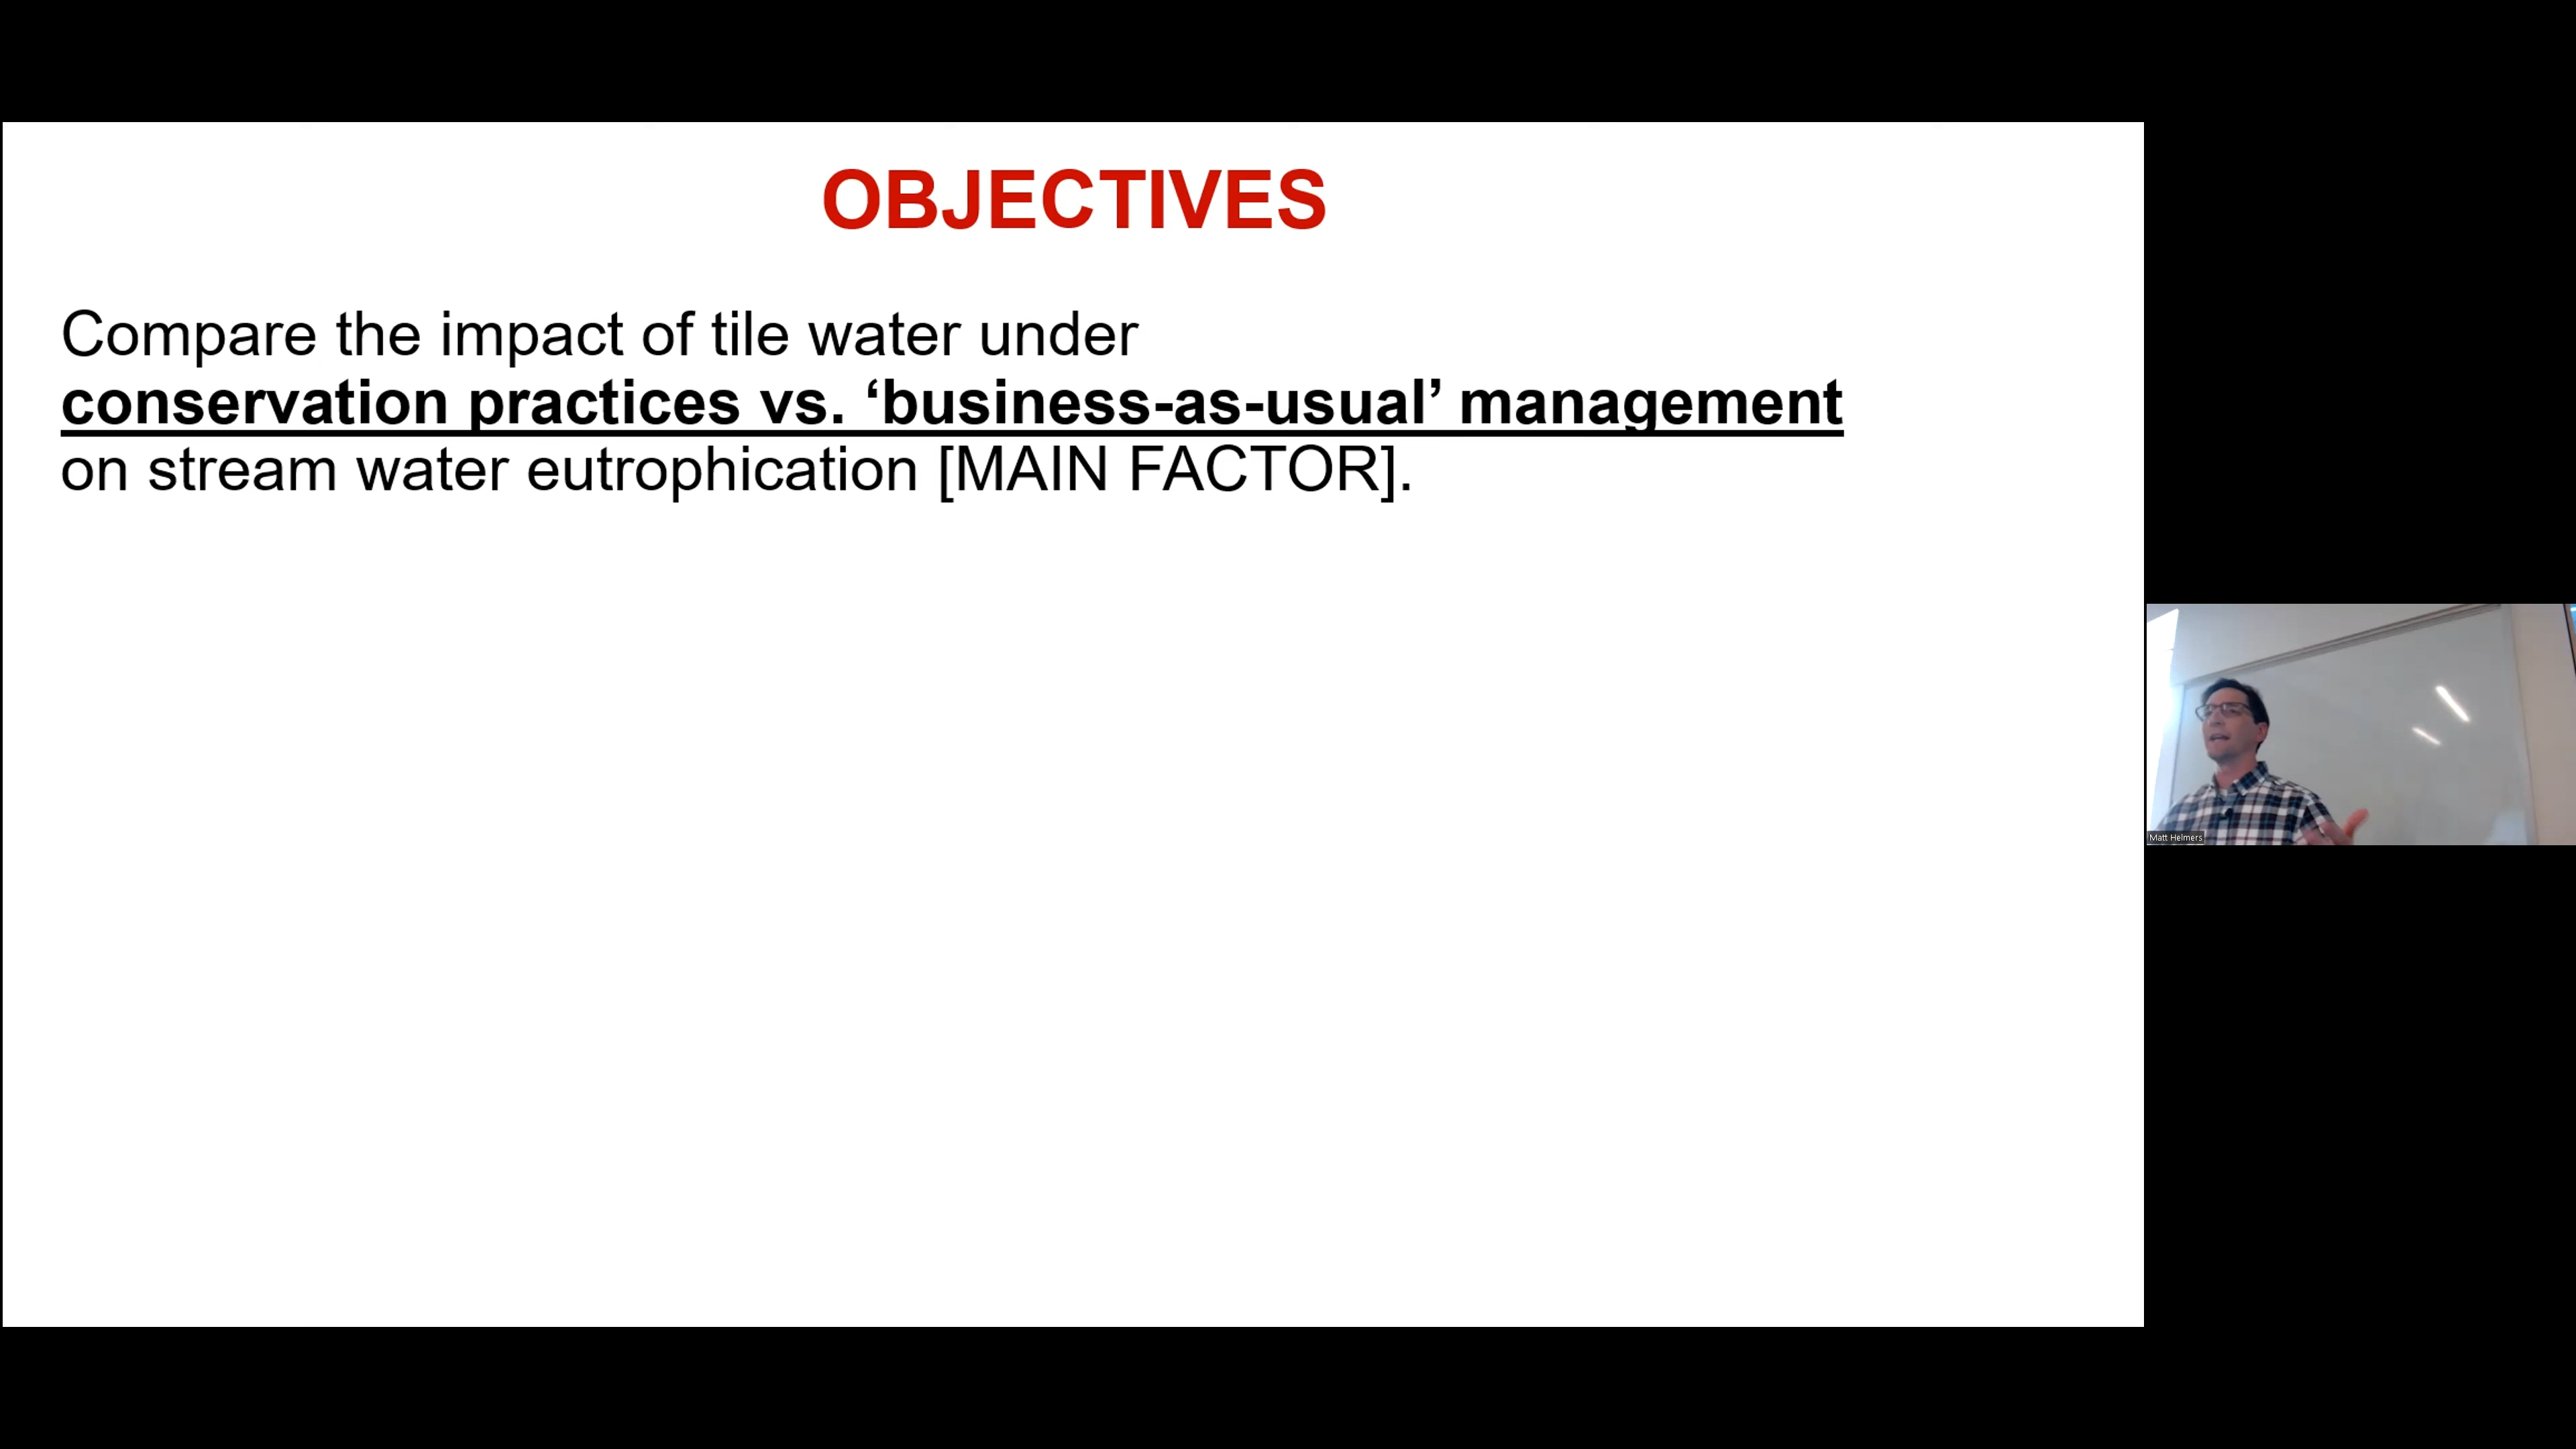 OBJECTIVES
Compare the impact of tile water under
conservation practices vs. ‘business-as-usual’ management
on stream water eutrophication [MAIN FACTOR].
Matt Helmers